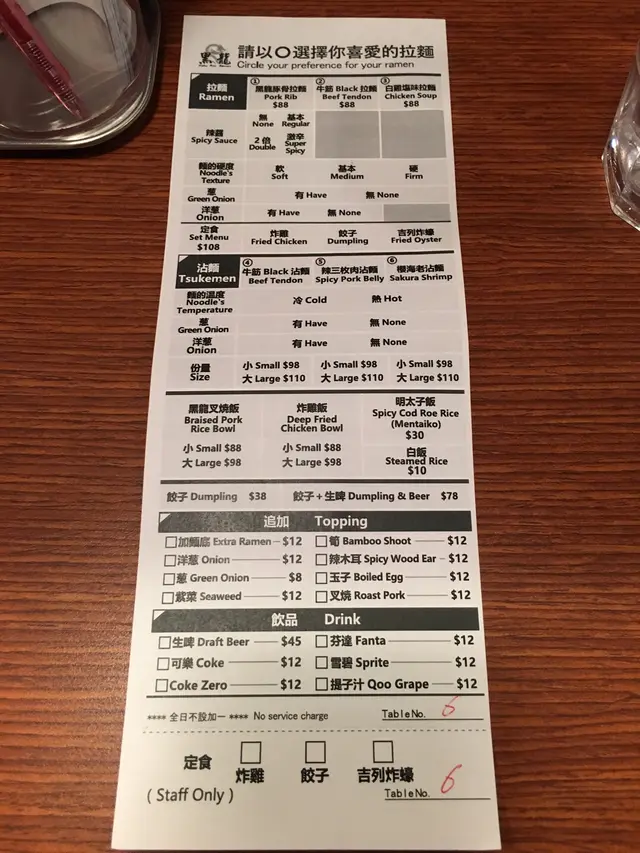 黑龍
請以O選擇你喜愛的拉麵
Circle your preference for your ramen
拉麵
Ramen
① 黑龍豚骨拉麵 Pork Rib $88
② 牛筋 Black 拉麵 Beef Tendon $88
③ 白雞塩味拉麵 Chicken Soup $88
辣醬
Spicy Sauce
無 None
基本 Regular
2 倍 Double
激辛 Super Spicy
麵的硬度
Noodle's Texture
軟 Soft
基本 Medium
硬 Firm
葱
Green Onion
有 Have
無 None
洋葱
Onion
有 Have
無 None
定食
Set Menu
$108
炸雞 Fried Chicken
餃子 Dumpling
吉列炸蠔 Fried Oyster
沾麵
Tsukemen
④ 牛筋 Black 沾麵 Beef Tendon
⑤ 辣三枚肉沾麵 Spicy Pork Belly
⑥ 櫻海老沾麵 Sakura Shrimp
麵的溫度
Noodle's Temperature
冷 Cold
熱 Hot
葱
Green Onion
有 Have
無 None
洋葱
Onion
有 Have
無 None
份量
Size
小 Small $98 小 Small $98 小 Small $98
大 Large $110 大 Large $110 大 Large $110
黑龍叉燒飯
Braised Pork Rice Bowl
小 Small $88
大 Large $98
炸雞飯
Deep Fried Chicken Bowl
小 Small $88
大 Large $98
明太子飯
Spicy Cod Roe Rice
(Mentaiko)
$30
白飯
Steamed Rice
$10
餃子 Dumpling $38 餃子+生啤 Dumpling & Beer $78
追加 Topping
加麵底 Extra Ramen $12 筍 Bamboo Shoot $12
洋葱 Onion $12 辣木耳 Spicy Wood Ear $12
葱 Green Onion $8 玉子 Boiled Egg $12
紫菜 Seaweed $12 叉燒 Roast Pork $12
飲品 Drink
生啤 Draft Beer $45 芬達 Fanta $12
可樂 Coke $12 雪碧 Sprite $12
Coke Zero $12 提子汁 Qoo Grape $12
**** 全日不設加一 **** No service charge Table No. 6
定食 炸雞 餃子 吉列炸蠔
( Staff Only ) Table No. 6